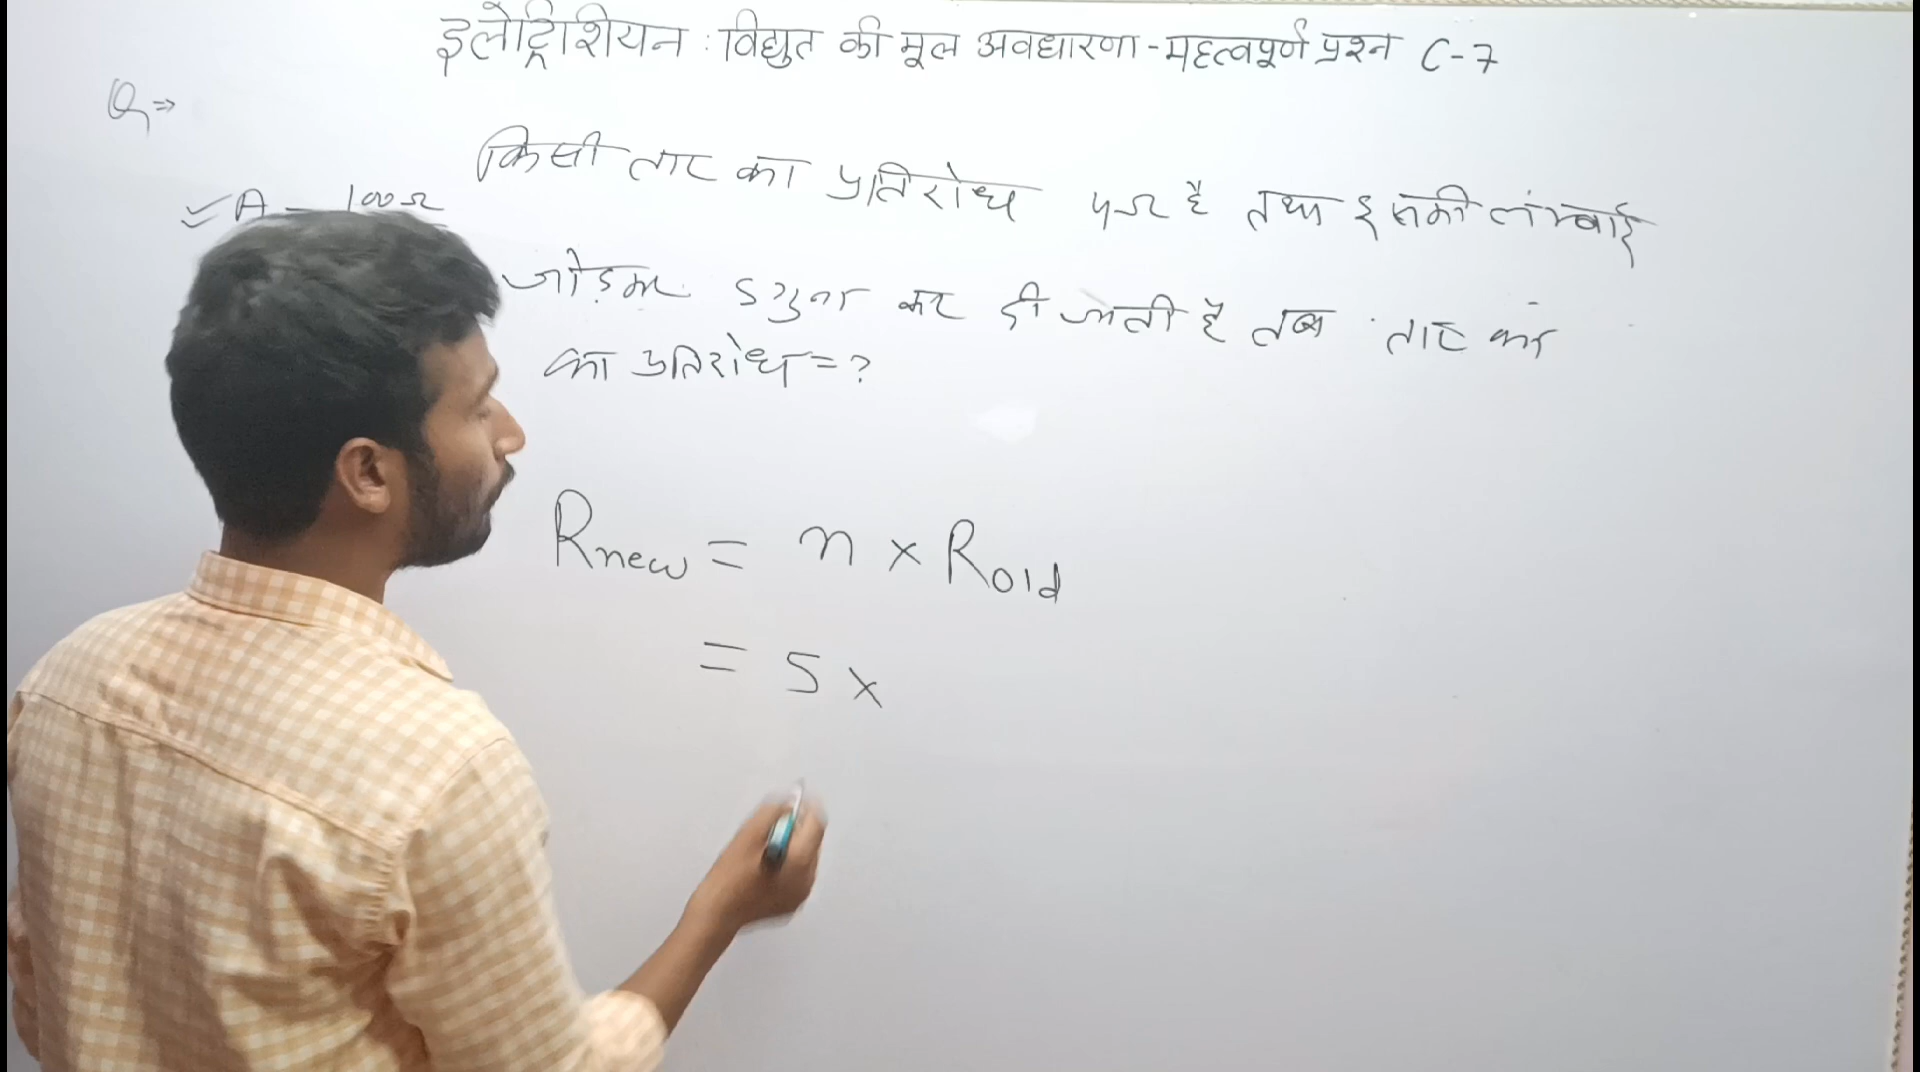 इलेक्ट्रिशियन : विद्युत की मूल अवधारणा - महत्वपूर्ण प्रश्न C-7
Q ⇒
किसी तार का प्रतिरोध 4Ω है तथा इसकी लंम्बाई
A - 100Ω
जोड़कर 5 गुना कर दी जाती है तब तार का
का प्रतिरोध = ?
Rnew = n × Rold
= 5 ×